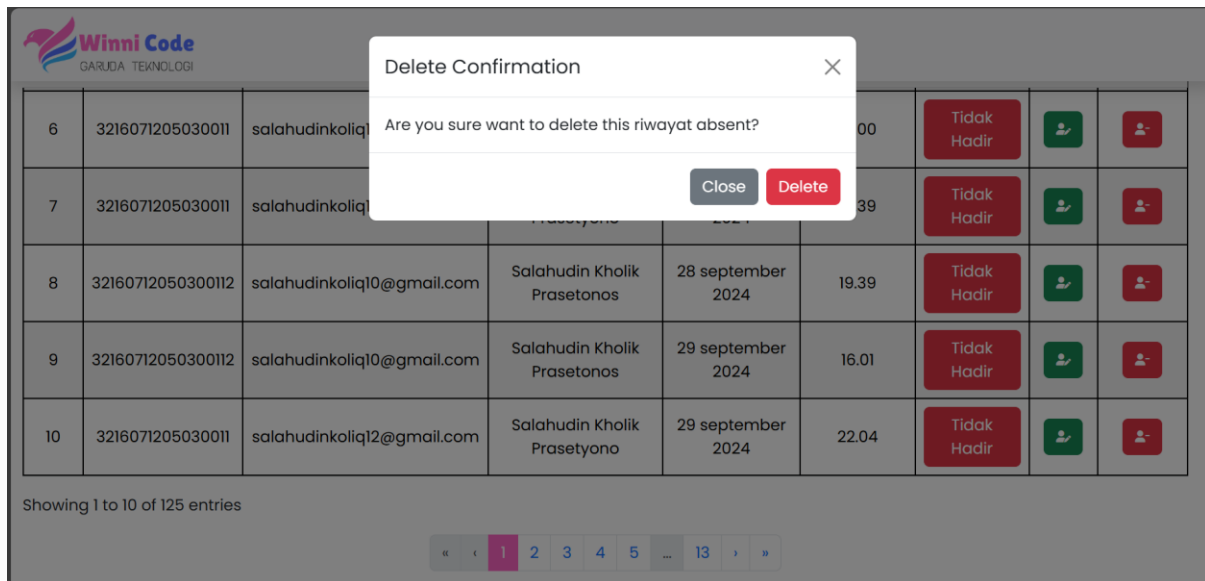 Winni Code
GARUDA TEKNOLOGI
Delete Confirmation
Are you sure want to delete this riwayat absent?
Close Delete
6 3216071205030011 salahudinkoliq1 00 Tidak Hadir
7 3216071205030011 salahudinkoliq1 39 Tidak Hadir
8 32160712050300112 salahudinkoliq10@gmail.com Salahudin Kholik Prasetonos 28 september 2024 19.39 Tidak Hadir
9 32160712050300112 salahudinkoliq10@gmail.com Salahudin Kholik Prasetonos 29 september 2024 16.01 Tidak Hadir
10 3216071205030011 salahudinkoliq12@gmail.com Salahudin Kholik Prasetyono 29 september 2024 22.04 Tidak Hadir
Showing 1 to 10 of 125 entries
« ‹ 1 2 3 4 5 ... 13 › »